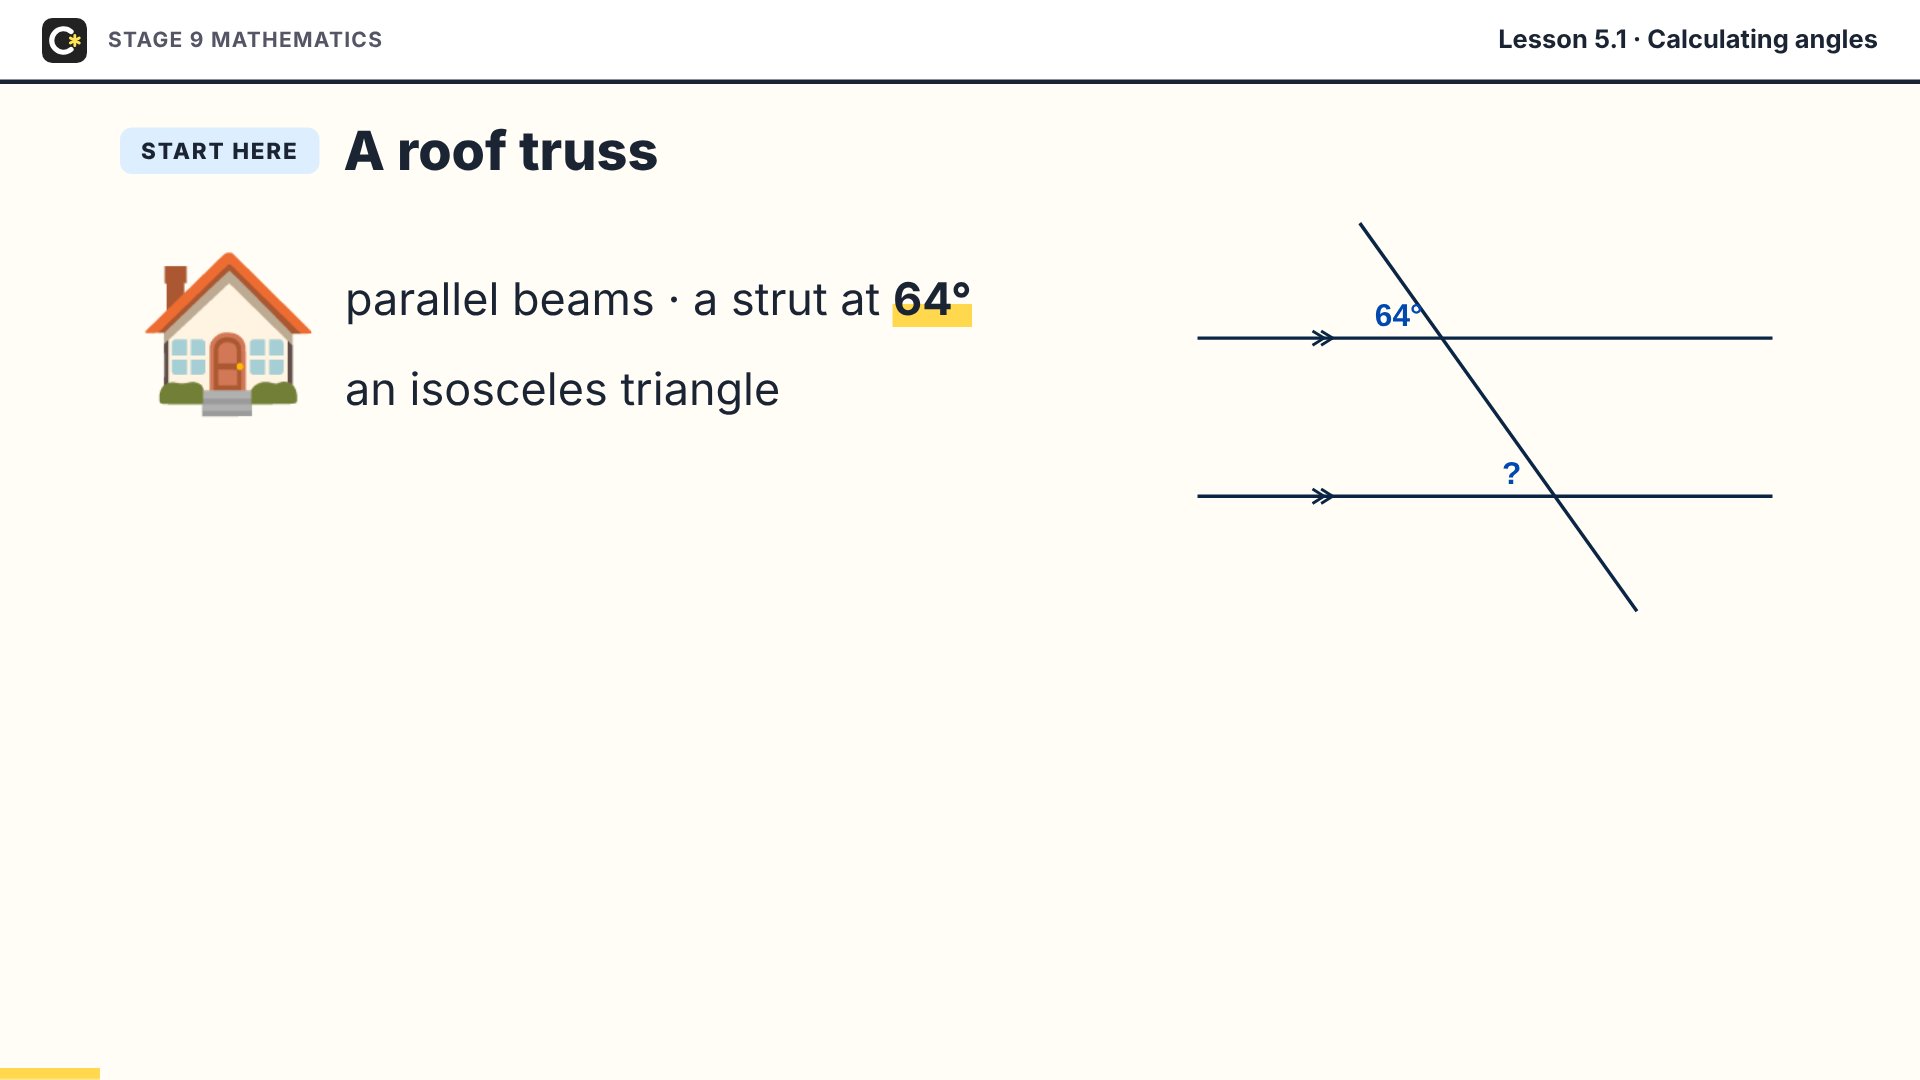 STAGE 9 MATHEMATICS
Lesson 5.1 · Calculating angles
START HERE
A roof truss
parallel beams · a strut at 64°
an isosceles triangle
64°
?